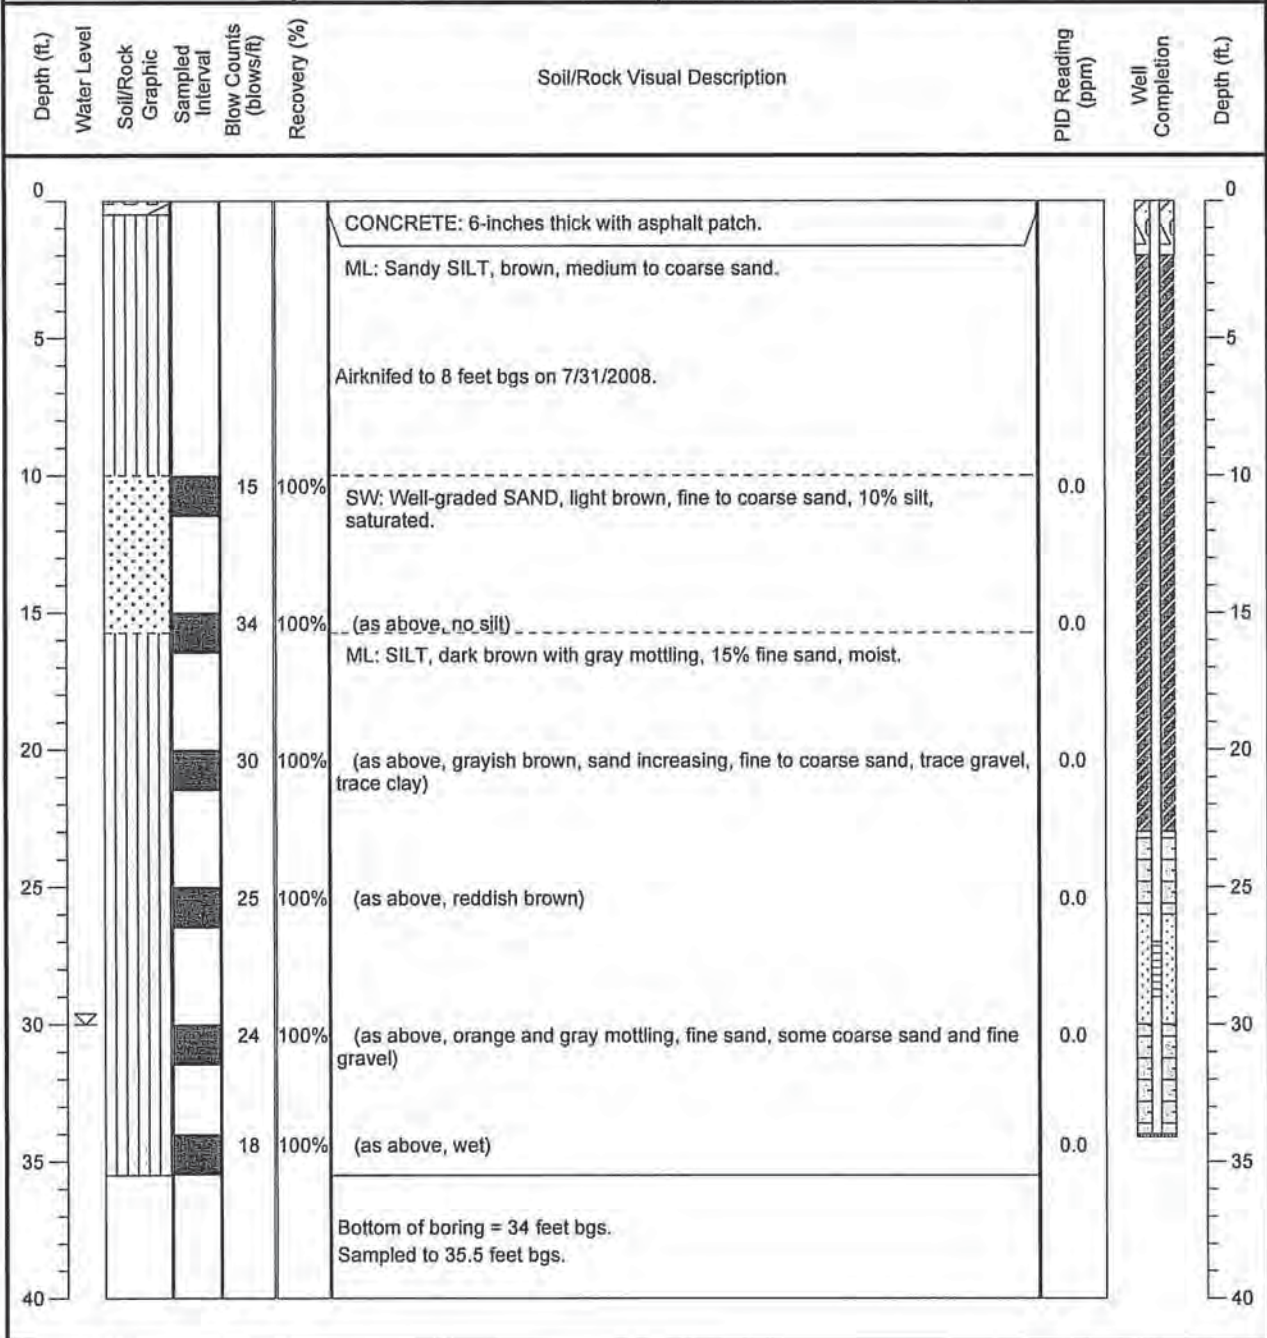 Depth (ft.)
Water Level
Soil/Rock
Graphic
Sampled
Interval
Blow Counts
(blows/ft)
Recovery (%)
Soil/Rock Visual Description
PID Reading
(ppm)
Well
Completion
Depth (ft.)
0
0
CONCRETE: 6-inches thick with asphalt patch.
ML: Sandy SILT, brown, medium to coarse sand.
5
5
Airknifed to 8 feet bgs on 7/31/2008.
10
15
100%
0.0
10
SW: Well-graded SAND, light brown, fine to coarse sand, 10% silt,
saturated.
15
34
100%
(as above, no silt)
0.0
15
ML: SILT, dark brown with gray mottling, 15% fine sand, moist.
20
30
100%
(as above, grayish brown, sand increasing, fine to coarse sand, trace gravel,
trace clay)
0.0
20
25
25
100%
(as above, reddish brown)
0.0
25
30
24
100%
(as above, orange and gray mottling, fine sand, some coarse sand and fine
gravel)
0.0
30
18
100%
(as above, wet)
0.0
35
35
Bottom of boring = 34 feet bgs.
Sampled to 35.5 feet bgs.
40
40